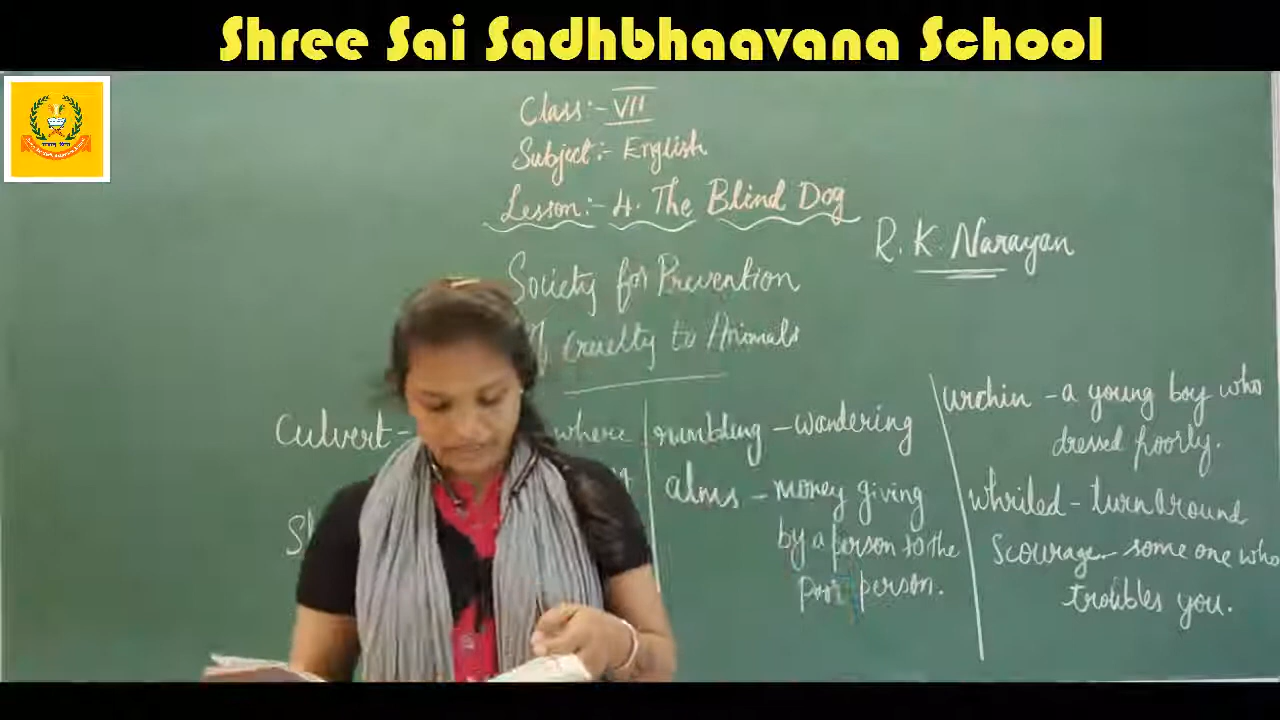 Shree Sai Sadhbhaavana School
Class:- VII
Subject:- English
Lesson:- 4. The Blind Dog
R. K. Narayan
Society for Prevention
Cruelty to Animals
Culvert - where
rumbling - wandering
alms - money giving
by a person to the
poor person.
urchin - a young boy who
dressed poorly.
whriled - turn around
Scourage - some one who
troubles you.